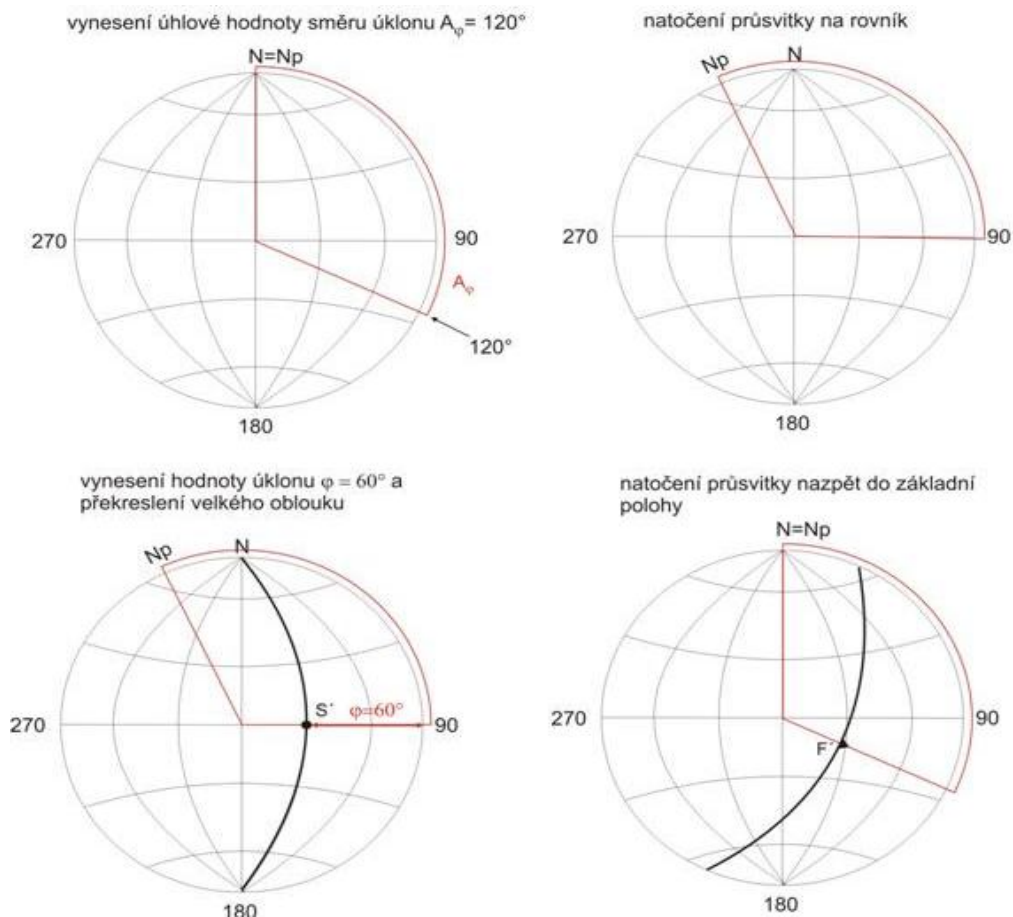 vynesení úhlové hodnoty směru úklonu Aφ= 120°
N=Np
270
90
Aφ
120°
180
natočení průsvitky na rovník
Np
N
270
90
180
vynesení hodnoty úklonu φ = 60° a
překreslení velkého oblouku
Np
N
S´
φ=60°
270
90
180
natočení průsvitky nazpět do základní
polohy
N=Np
270
90
F´
180